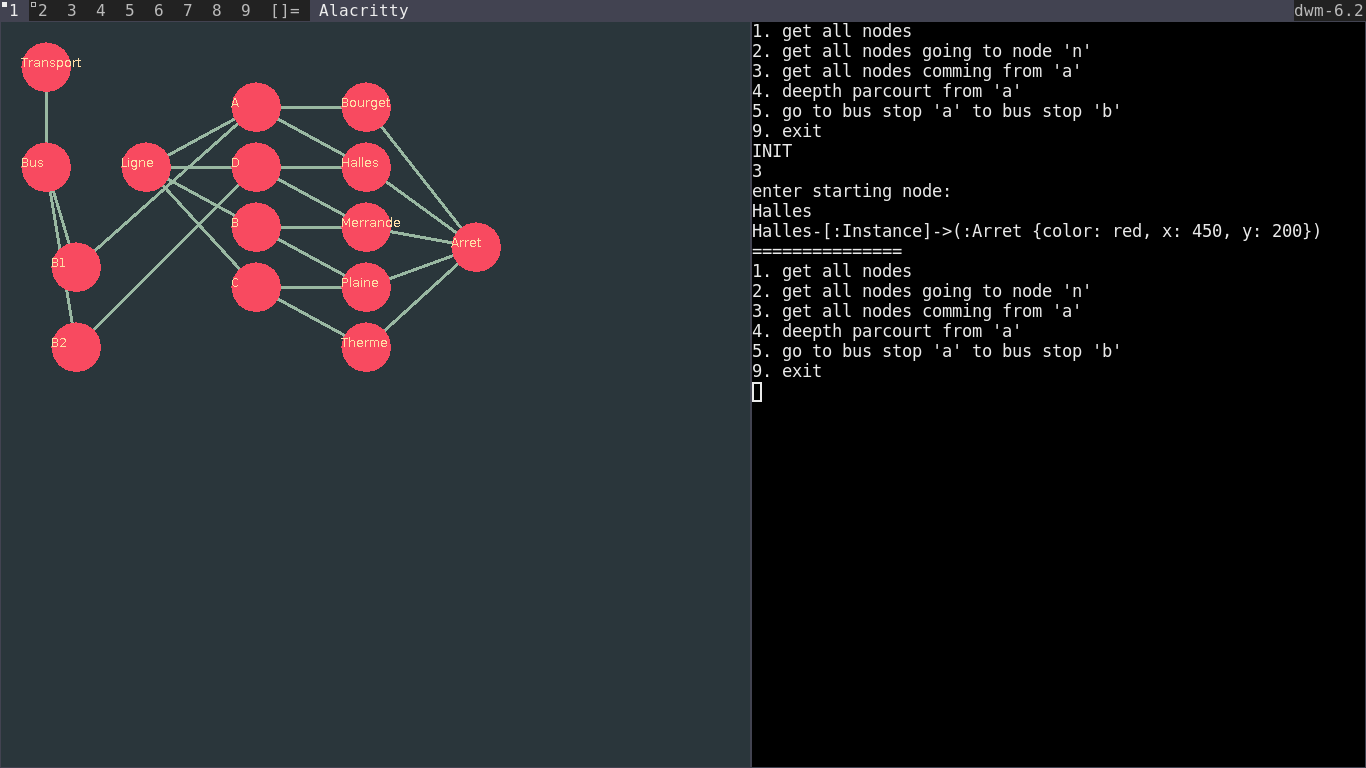 1 2 3 4 5 6 7 8 9 []= Alacritty dwm-6.2
Transport
A
Bourget
Bus
Ligne
D
Halles
B
Merrande
Arret
B1
C
Plaine
B2
Therme
1. get all nodes
2. get all nodes going to node 'n'
3. get all nodes comming from 'a'
4. deepth parcourt from 'a'
5. go to bus stop 'a' to bus stop 'b'
9. exit
INIT
3
enter starting node:
Halles
Halles-[:Instance]->(:Arret {color: red, x: 450, y: 200})
===============
1. get all nodes
2. get all nodes going to node 'n'
3. get all nodes comming from 'a'
4. deepth parcourt from 'a'
5. go to bus stop 'a' to bus stop 'b'
9. exit